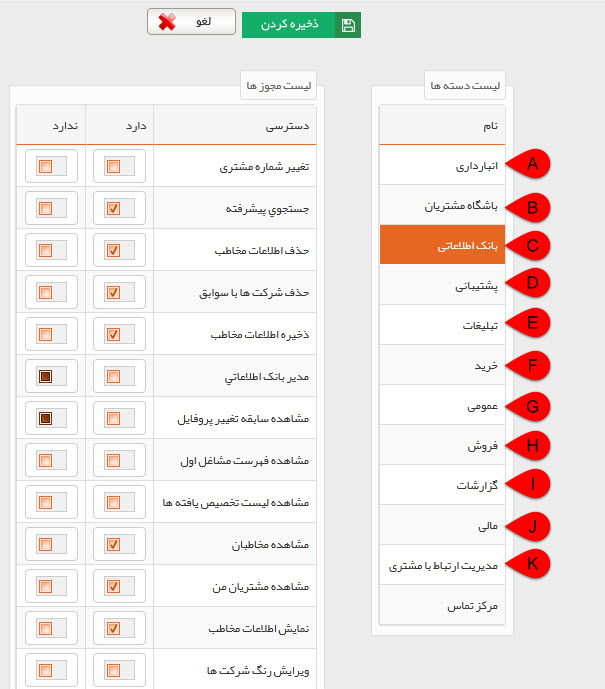 ذخیره کردن
لغو
لیست دسته ها
نام
انبارداری
A
باشگاه مشتریان
B
بانک اطلاعاتی
C
پشتیبانی
D
تبلیغات
E
خرید
F
عمومی
G
فروش
H
گزارشات
I
مالی
J
مدیریت ارتباط با مشتری
K
مرکز تماس
لیست مجوز ها
دسترسی دارد ندارد
تغییر شماره مشتری
جستجوي پیشرفته
حذف اطلاعات مخاطب
حذف شرکت ها با سوابق
ذخیره اطلاعات مخاطب
مدیر بانک اطلاعاتي
مشاهده سابقه تغییر پروفایل
مشاهده فهرست مشاغل اول
مشاهده لیست تخصیص یافته ها
مشاهده مخاطبان
مشاهده مشتریان من
نمایش اطلاعات مخاطب
ویرایش رنگ شرکت ها